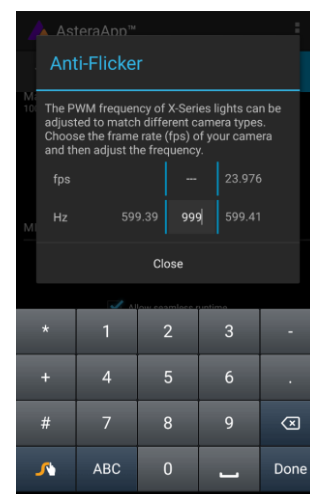 AsteraApp™
Anti-Flicker
The PWM frequency of X-Series lights can be
adjusted to match different camera types.
Choose the frame rate (fps) of your camera
and then adjust the frequency.
fps --- 23.976
Hz 599.39 999 599.41
Close
Allow seamless runtime
* 1 2 3 -
+ 4 5 6 .
# 7 8 9
ABC 0 Done